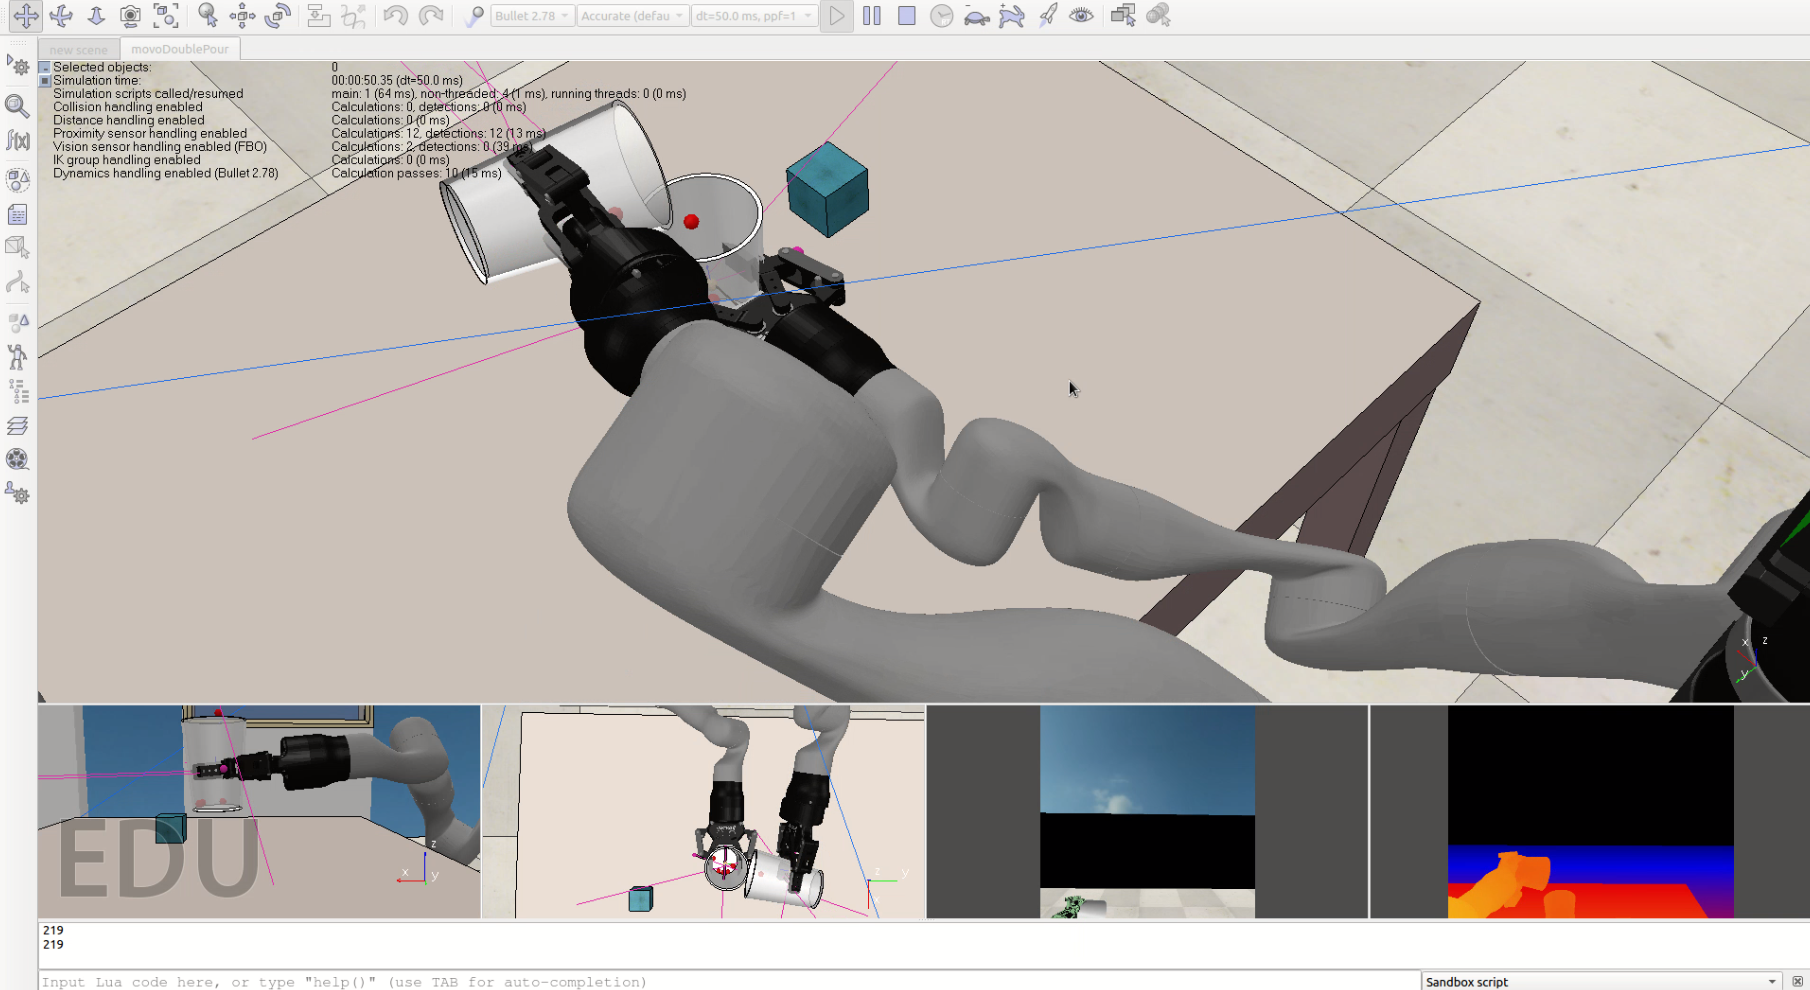 Bullet 2.78 Accurate (defau dt=50.0 ms, ppf=1
new scene movoDoublePour
Selected objects: 0
Simulation time: 00:00:50.35 (dt=50.0 ms)
Simulation scripts called/resumed main: 1 (64 ms), non-threaded: 4 (1 ms), running threads: 0 (0 ms)
Collision handling enabled Calculations: 0, detections: 0 (0 ms)
Distance handling enabled Calculations: 0 (0 ms)
Proximity sensor handling enabled Calculations: 12, detections: 12 (13 ms)
Vision sensor handling enabled (FBO) Calculations: 2, detections: 0 (39 ms)
IK group handling enabled Calculations: 0 (0 ms)
Dynamics handling enabled (Bullet 2.78) Calculation passes: 10 (15 ms)
x z
y
EDU
z
x y
z y
219
219
Input Lua code here, or type "help()" (use TAB for auto-completion)
Sandbox script